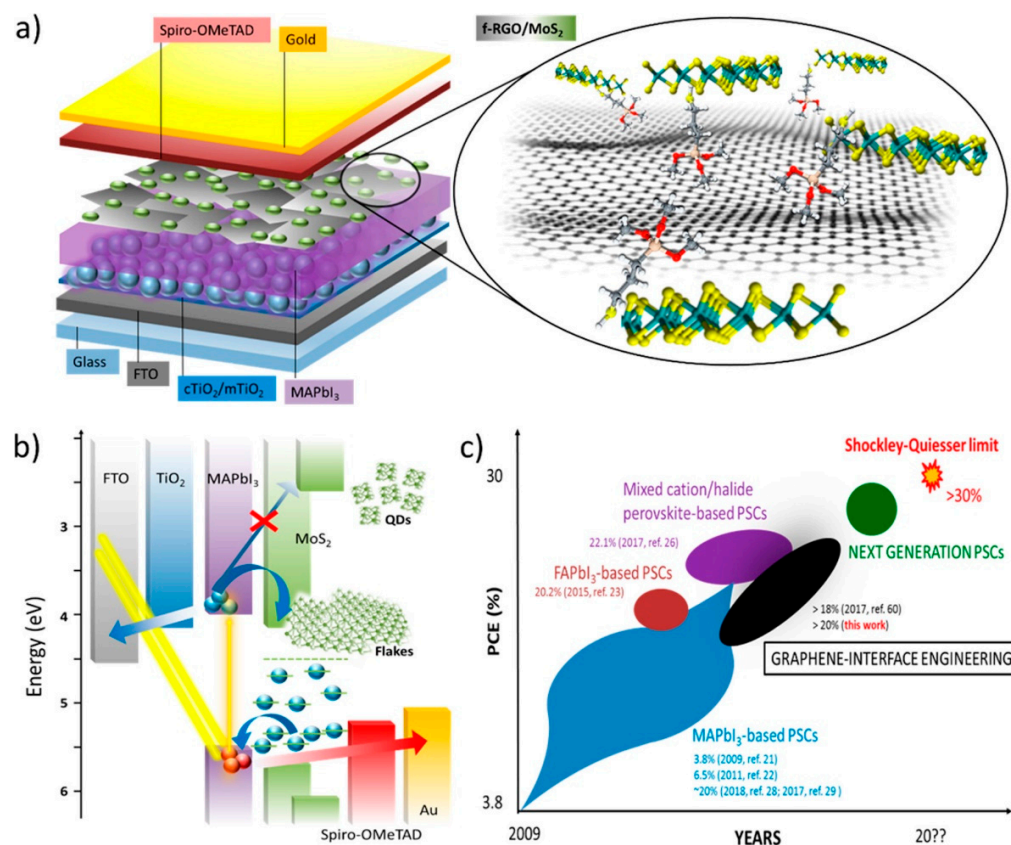 a)
Spiro-OMeTAD
Gold
f-RGO/MoS₂
Glass
FTO
cTiO₂/mTiO₂
MAPbI₃
b)
Energy (eV)
3
4
5
6
FTO
TiO₂
MAPbI₃
MoS₂
QDs
Flakes
Au
Spiro-OMeTAD
c)
PCE (%)
30
3.8
Shockley-Quiesser limit
>30%
Mixed cation/halide
perovskite-based PSCs
22.1% (2017, ref. 26)
NEXT GENERATION PSCs
FAPbI₃-based PSCs
20.2% (2015, ref. 23)
> 18% (2017, ref. 60)
> 20% (this work)
GRAPHENE-INTERFACE ENGINEERING
MAPbI₃-based PSCs
3.8% (2009, ref. 21)
6.5% (2011, ref. 22)
~20% (2018, ref. 28; 2017, ref. 29 )
2009
YEARS
20??